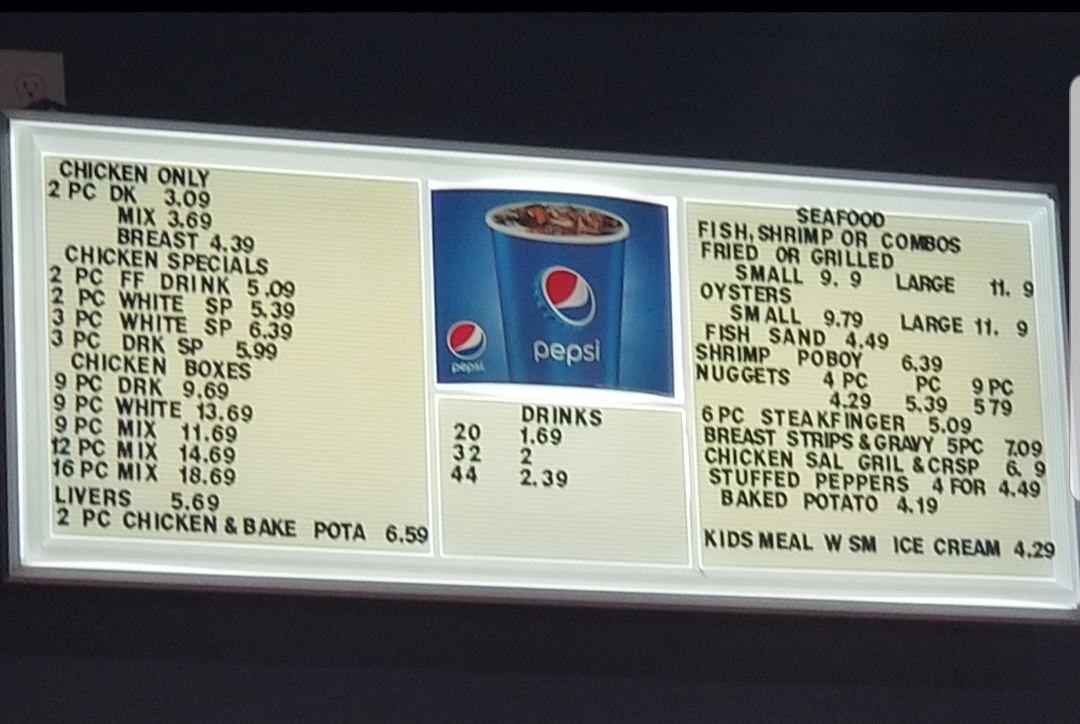 CHICKEN ONLY
2 PC DK 3.09
MIX 3.69
BREAST 4.39
CHICKEN SPECIALS
2 PC FF DRINK 5.09
2 PC WHITE SP 5.39
3 PC WHITE SP 6.39
3 PC DRK SP 5.99
CHICKEN BOXES
9 PC DRK 9.69
9 PC WHITE 13.69
9 PC MIX 11.69
12 PC MIX 14.69
16 PC MIX 18.69
LIVERS 5.69
2 PC CHICKEN & BAKE POTA 6.59
pepsi
pepsi
DRINKS
20 1.69
32 2
44 2.39
SEAFOOD
FISH, SHRIMP OR COMBOS
FRIED OR GRILLED
SMALL 9. 9 LARGE 11. 9
OYSTERS
SMALL 9.79 LARGE 11. 9
FISH SAND 4.49
SHRIMP POBOY 6.39
NUGGETS 4 PC PC 9 PC
4.29 5.39 5 79
6 PC STEAKFINGER 5.09
BREAST STRIPS & GRAVY 5PC 7.09
CHICKEN SAL GRIL & CRSP 6. 9
STUFFED PEPPERS 4 FOR 4.49
BAKED POTATO 4.19
KIDS MEAL W SM ICE CREAM 4.29